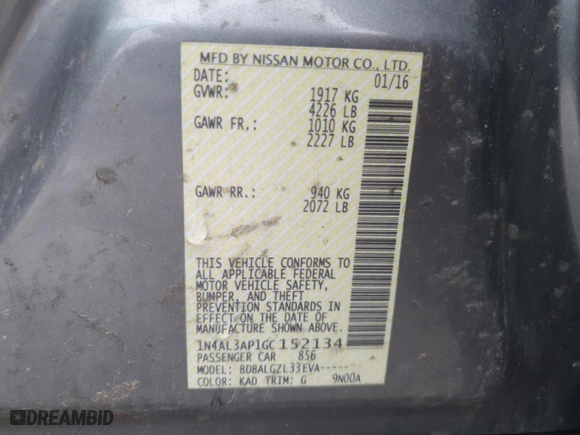 MFD BY NISSAN MOTOR CO., LTD.
DATE: 01/16
GVWR: 1917 KG
4226 LB
GAWR FR.: 1010 KG
2227 LB
GAWR RR.: 940 KG
2072 LB
THIS VEHICLE CONFORMS TO
ALL APPLICABLE FEDERAL
MOTOR VEHICLE SAFETY,
BUMPER, AND THEFT
PREVENTION STANDARDS IN
EFFECT ON THE DATE OF
MANUFACTURE SHOWN ABOVE.
1N4AL3AP1GC152134
PASSENGER CAR 856
MODEL: BDBALGZL33EVA-----
COLOR: KAD TRIM: G 9N00A
DREAMBID.COM